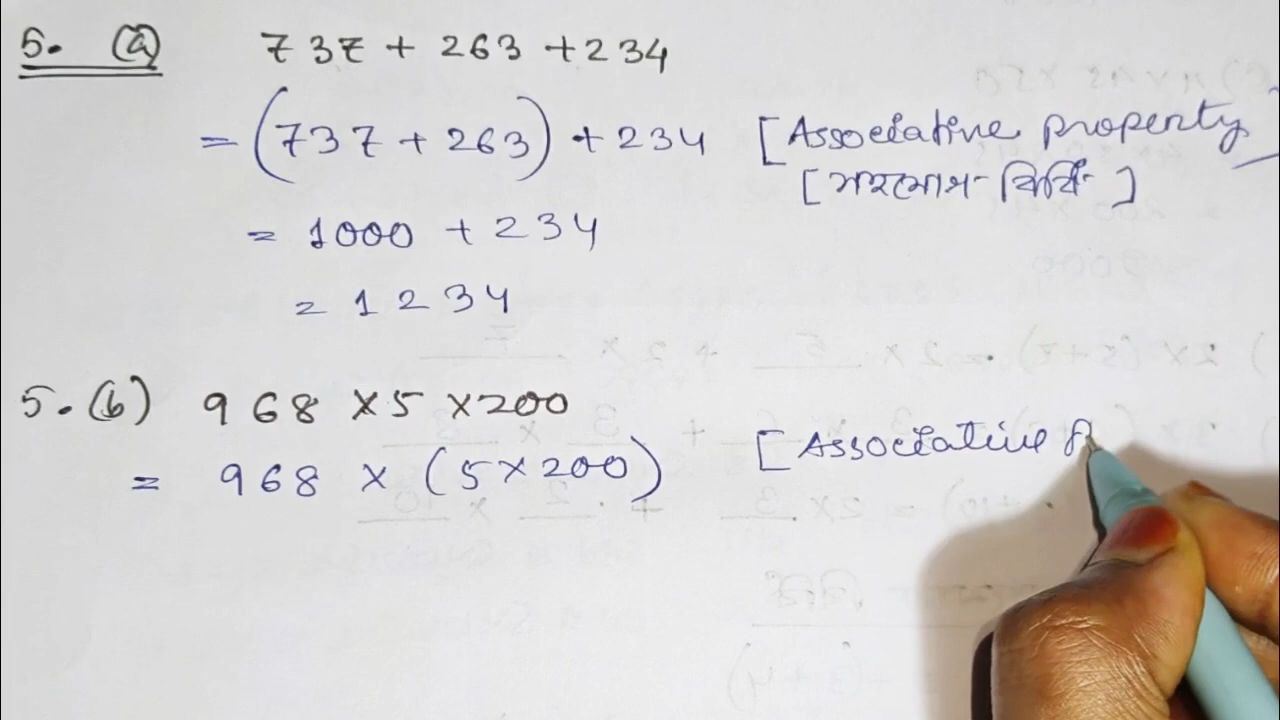 5. (a) 737 + 263 + 234
= (737 + 263) + 234 [Associative property]
[সহযোগ বিধি]
= 1000 + 234
= 1234
5. (b) 968 × 5 × 200
= 968 × (5 × 200) [Associative P